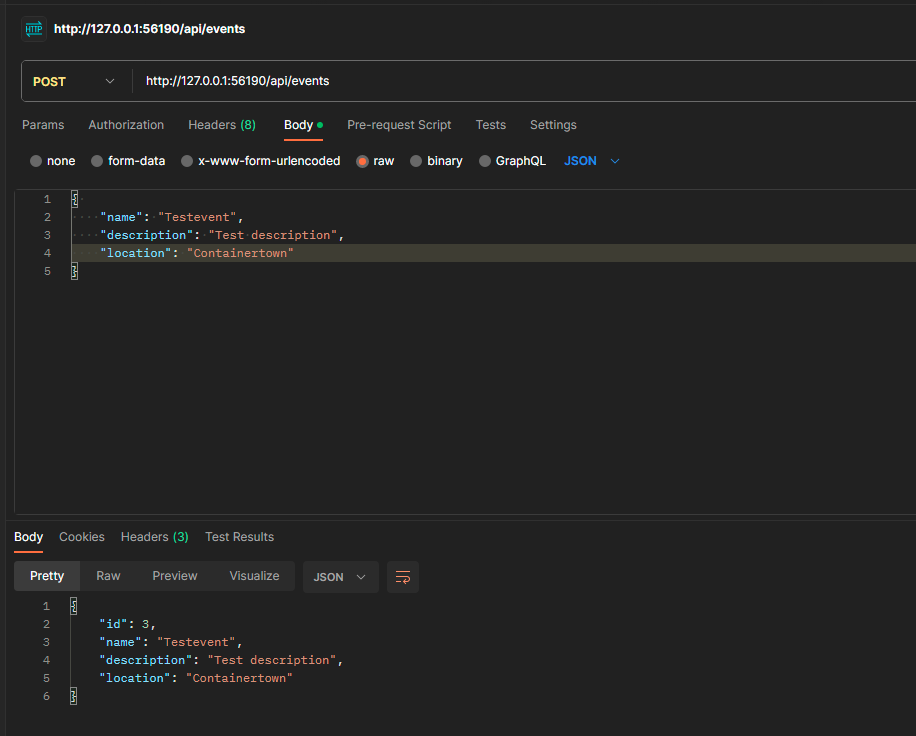 HTTP http://127.0.0.1:56190/api/events
POST http://127.0.0.1:56190/api/events
Params Authorization Headers (8) Body Pre-request Script Tests Settings
none form-data x-www-form-urlencoded raw binary GraphQL JSON
1 {
2 "name": "Testevent",
3 "description": "Test description",
4 "location": "Containertown"
5 }
Body Cookies Headers (3) Test Results
Pretty Raw Preview Visualize JSON
1 {
2 "id": 3,
3 "name": "Testevent",
4 "description": "Test description",
5 "location": "Containertown"
6 }